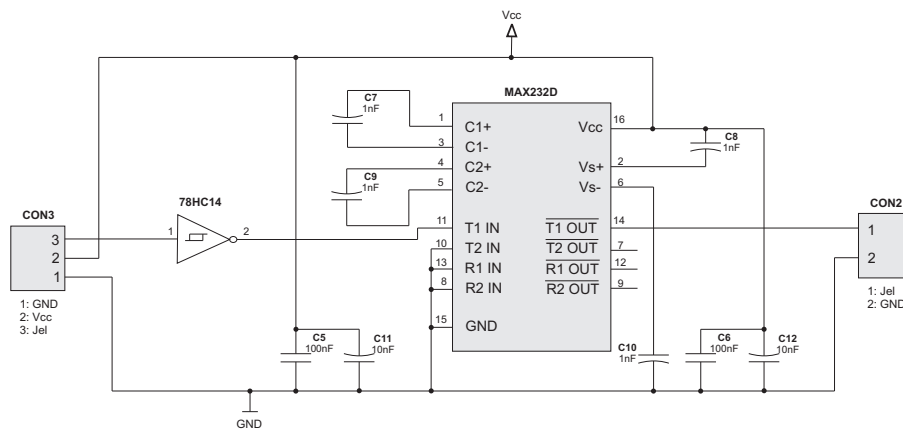 Vcc
MAX232D
C7
1nF
1
3
C1+
C1-
16
Vcc
C8
1nF
C9
1nF
4
5
C2+
C2-
2
Vs+
6
Vs-
78HC14
CON3
3
2
1
1
2
11
T1 IN
14
T1 OUT
10
T2 IN
7
T2 OUT
13
R1 IN
12
R1 OUT
8
R2 IN
9
R2 OUT
15
GND
CON2
1
2
1: GND
2: Vcc
3: Jel
1: Jel
2: GND
C5
100nF
C11
10nF
C10
1nF
C6
100nF
C12
10nF
GND